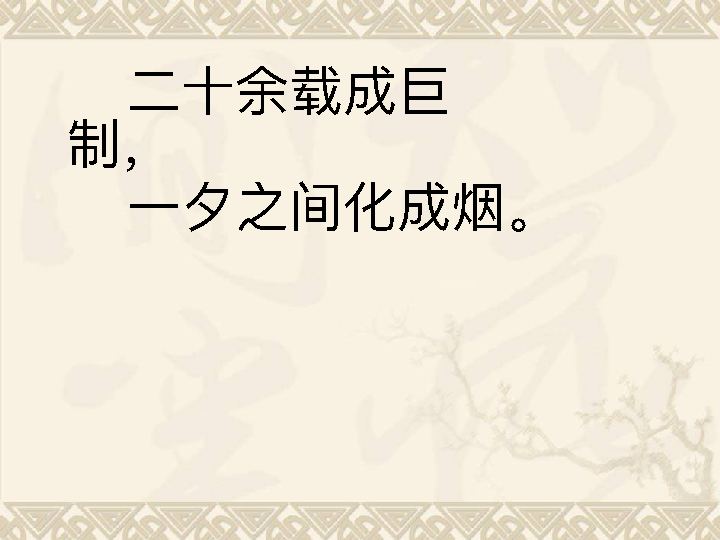 二十余载成巨
制，
一夕之间化成烟。